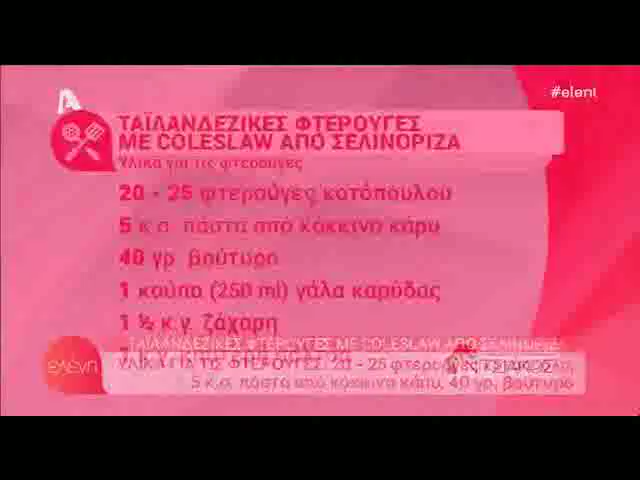 #eleni
ΤΑΪΛΑΝΔΕΖΙΚΕΣ ΦΤΕΡΟΥΓΕΣ
ΜΕ COLESLAW ΑΠΟ ΣΕΛΙΝΟΡΙΖΑ
Υλικά για τις φτερούγες
20 - 25 φτερούγες κοτόπουλου
5 κ.σ. πάστα από κόκκινο κάρυ
40 γρ. βούτυρο
1 κούπα (250 ml) γάλα καρύδας
1 ½ κ.γ. ζάχαρη
ΤΑΪΛΑΝΔΕΖΙΚΕΣ ΦΤΕΡΟΥΓΕΣ ΜΕ COLESLAW ΑΠΟ ΣΕΛΙΝΟΡΙΖΑ
ελενη
ΥΛΙΚΑ ΓΙΑ ΤΙΣ ΦΤΕΡΟΥΓΕΣ: 20 - 25 φτερούγες
5 κ.σ. πάστα από κόκκινο κάρυ, 40 γρ. βούτυρο